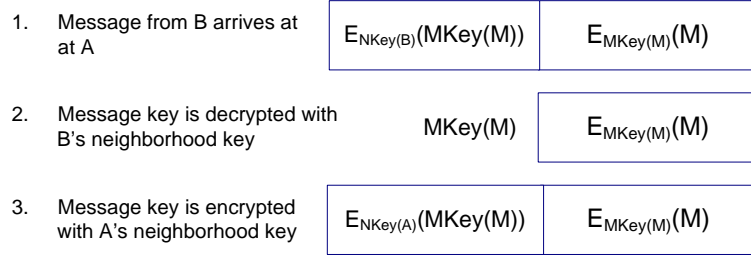 1. Message from B arrives at
at A
E_NKey(B)(MKey(M)) E_MKey(M)(M)
2. Message key is decrypted with
B's neighborhood key
MKey(M) E_MKey(M)(M)
3. Message key is encrypted
with A's neighborhood key
E_NKey(A)(MKey(M)) E_MKey(M)(M)